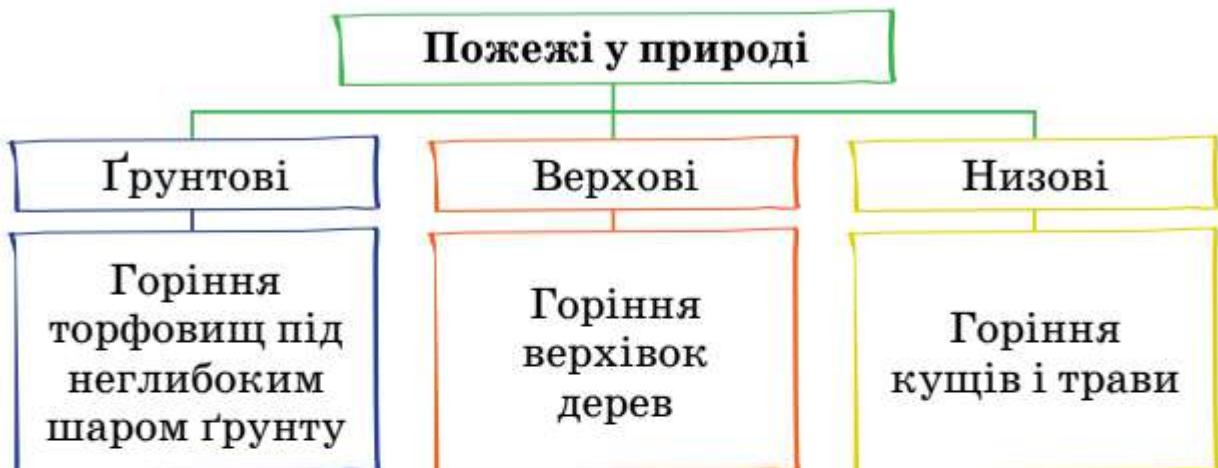 Пожежі у природі
Ґрунтові
Верхові
Низові
Горіння
торфовищ під
неглибоким
шаром ґрунту
Горіння
верхівок
дерев
Горіння
кущів і трави